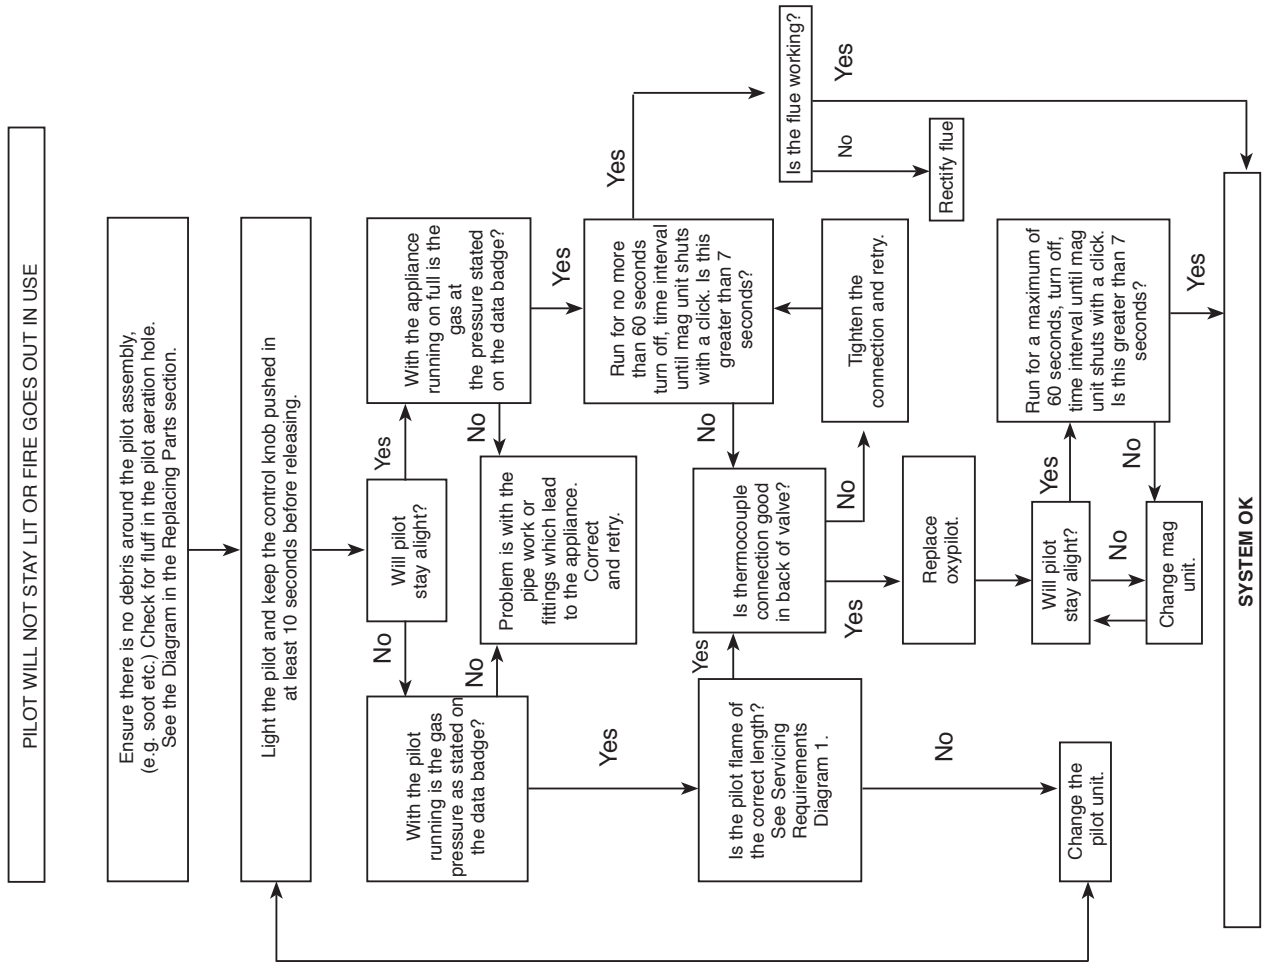 PILOT WILL NOT STAY LIT OR FIRE GOES OUT IN USE
Ensure there is no debris around the pilot assembly,
(e.g. soot etc.) Check for fluff in the pilot aeration hole.
See the Diagram in the Replacing Parts section.
Light the pilot and keep the control knob pushed in
at least 10 seconds before releasing.
Will pilot
stay alight?
No
Yes
With the pilot
running is the gas
pressure as stated on
the data badge?
With the appliance
running on full is the
gas at
the pressure stated
on the data badge?
No
No
Problem is with the
pipe work or
fittings which lead
to the appliance.
Correct
and retry.
Yes
Yes
Is the pilot flame of
the correct length?
See Servicing
Requirements
Diagram 1.
Yes
Is thermocouple
connection good
in back of valve?
No
Run for no more
than 60 seconds
turn off, time interval
until mag unit shuts
with a click. Is this
greater than 7
seconds?
Yes
Is the flue working?
No
Yes
Rectify flue
Yes
No
Tighten the
connection and retry.
Replace
oxypilot.
No
Change the
pilot unit.
Will pilot
stay alight?
Yes
No
Change mag
unit.
Run for a maximum of
60 seconds, turn off,
time interval until mag
unit shuts with a click.
Is this greater than 7
seconds?
No
Yes
SYSTEM OK